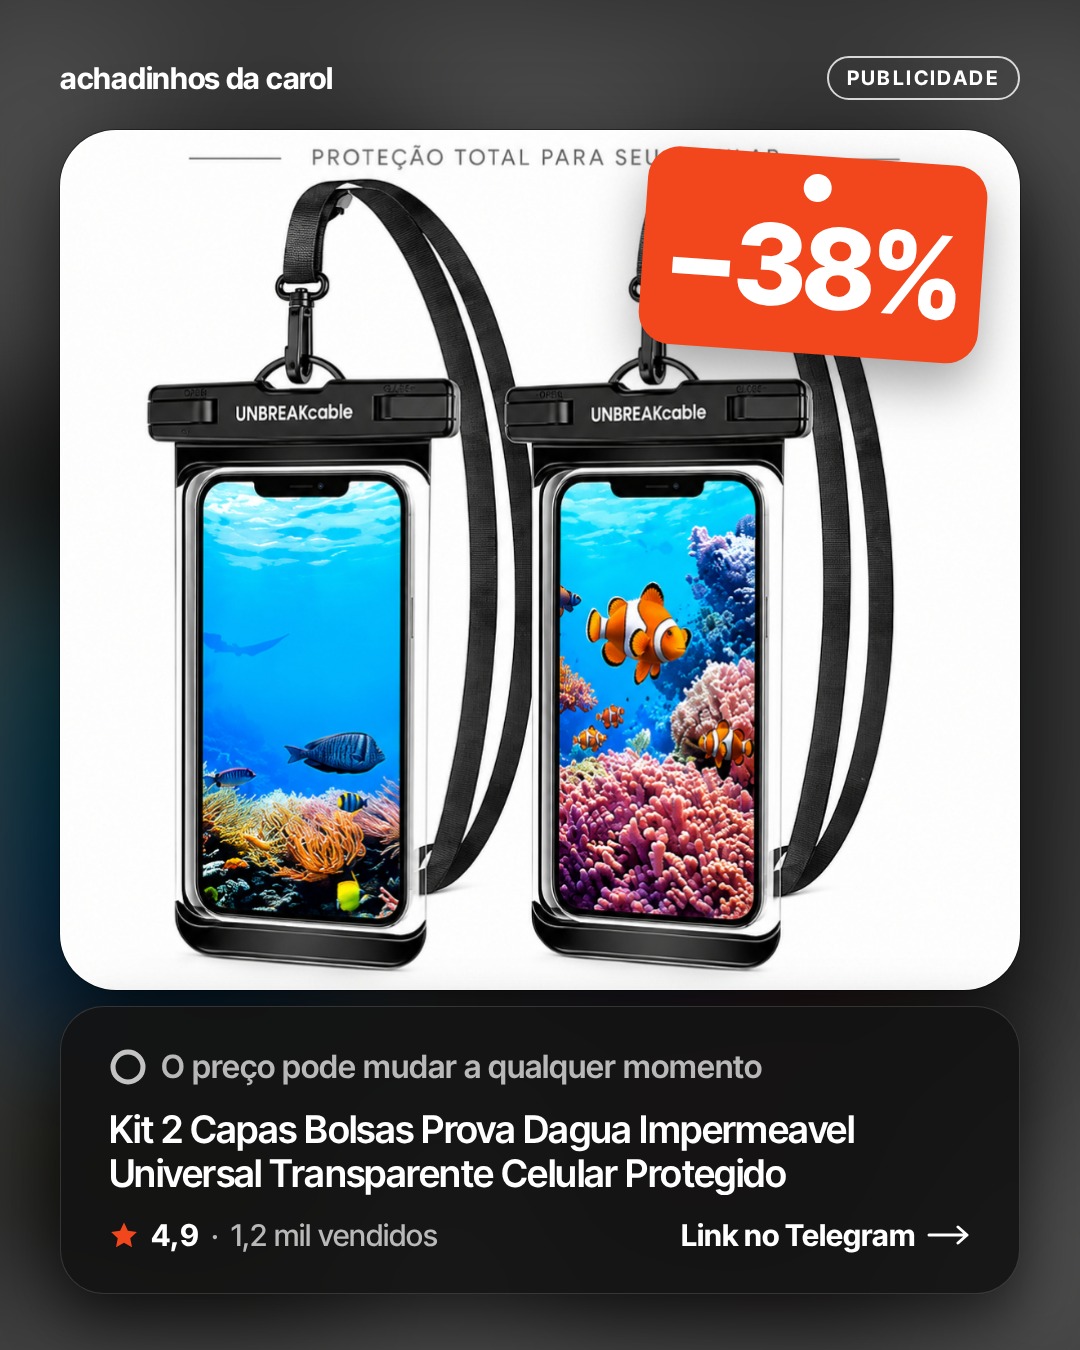 achadinhos da carol
PUBLICIDADE
PROTEÇÃO TOTAL PARA SEU
-38%
OPEN
UNBREAKcable
UNBREAKcable
O preço pode mudar a qualquer momento
Kit 2 Capas Bolsas Prova Dagua Impermeavel
Universal Transparente Celular Protegido
4,9 · 1,2 mil vendidos
Link no Telegram →